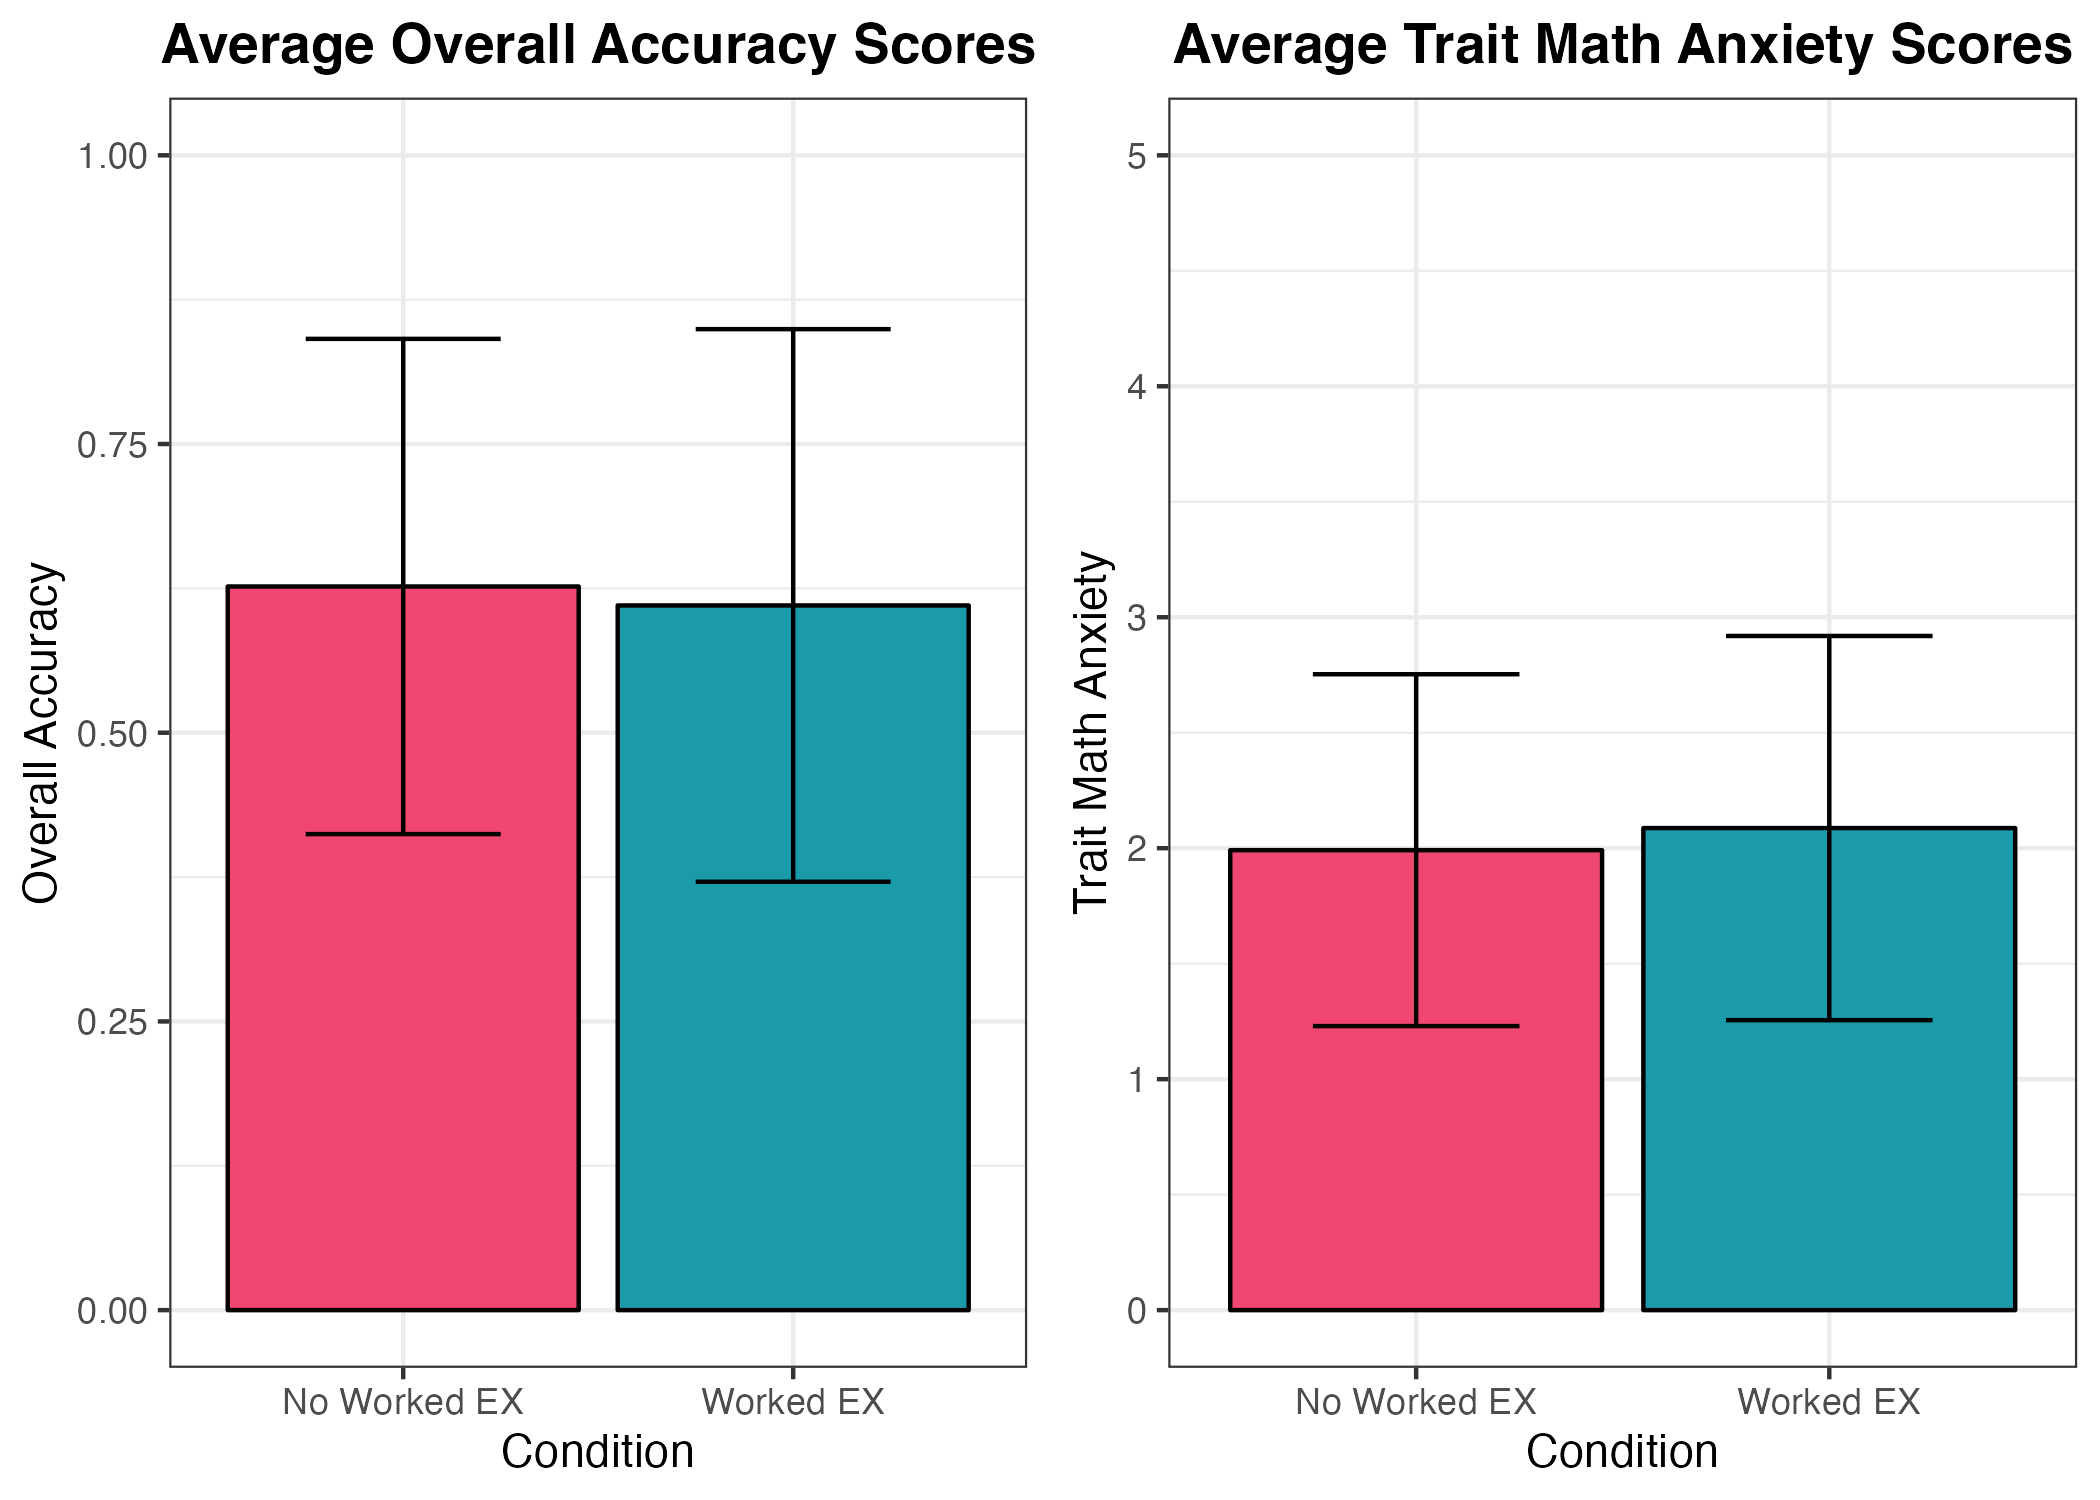 Average Overall Accuracy Scores
1.00
0.75
0.50
0.25
0.00
Overall Accuracy
No Worked EX
Worked EX
Condition
Average Trait Math Anxiety Scores
5
4
3
2
1
0
Trait Math Anxiety
No Worked EX
Worked EX
Condition